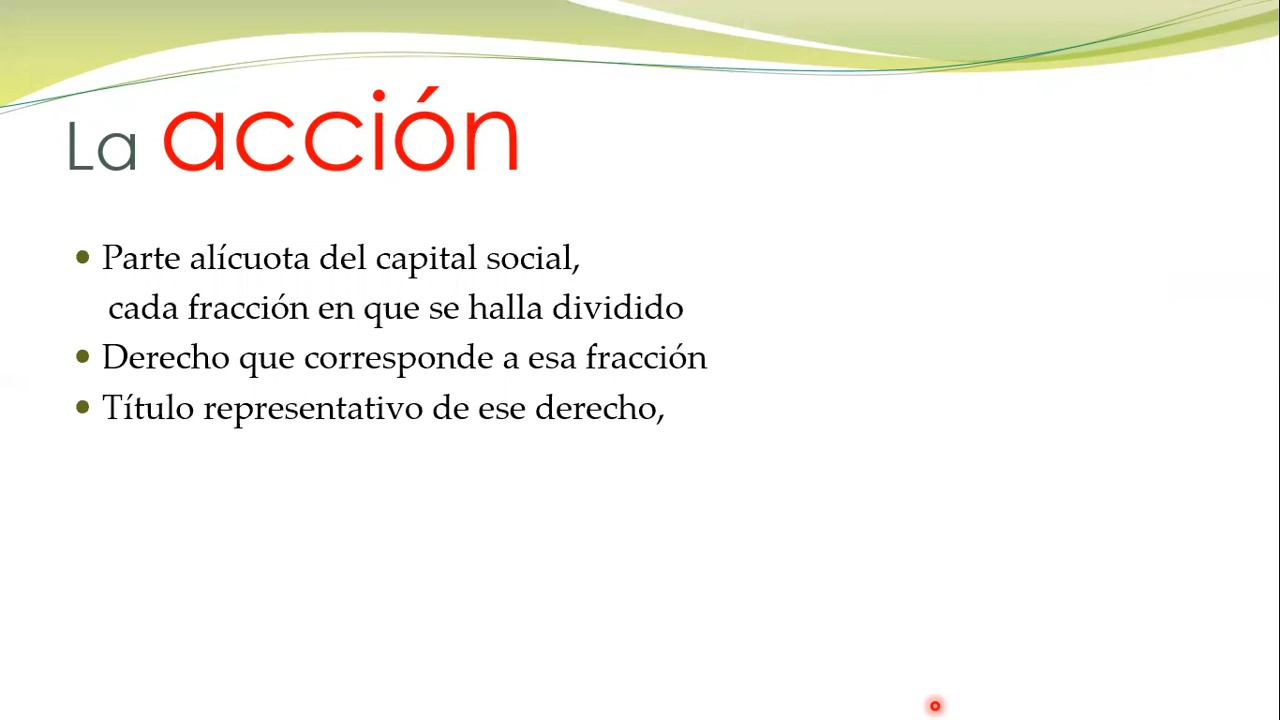 La acción
• Parte alícuota del capital social,
cada fracción en que se halla dividido
• Derecho que corresponde a esa fracción
• Título representativo de ese derecho,